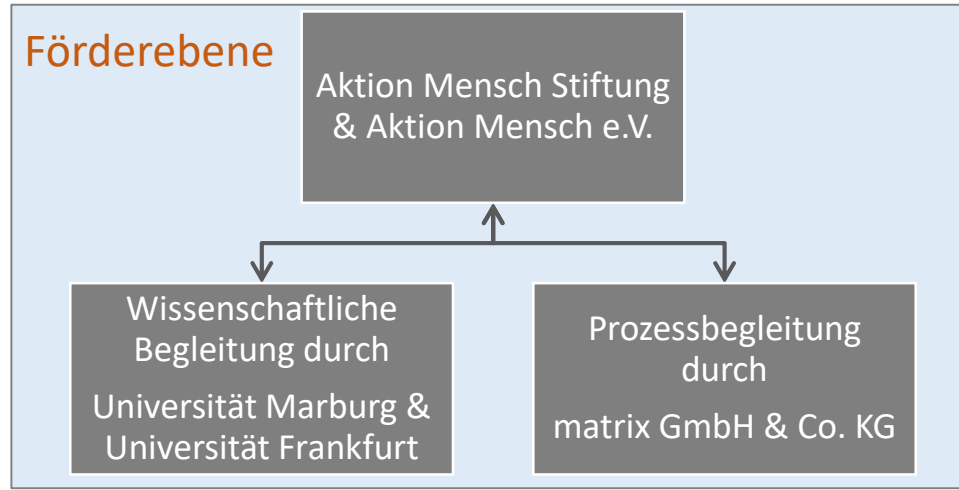 Förderebene
Aktion Mensch Stiftung
& Aktion Mensch e.V.
Wissenschaftliche
Begleitung durch
Universität Marburg &
Universität Frankfurt
Prozessbegleitung
durch
matrix GmbH & Co. KG